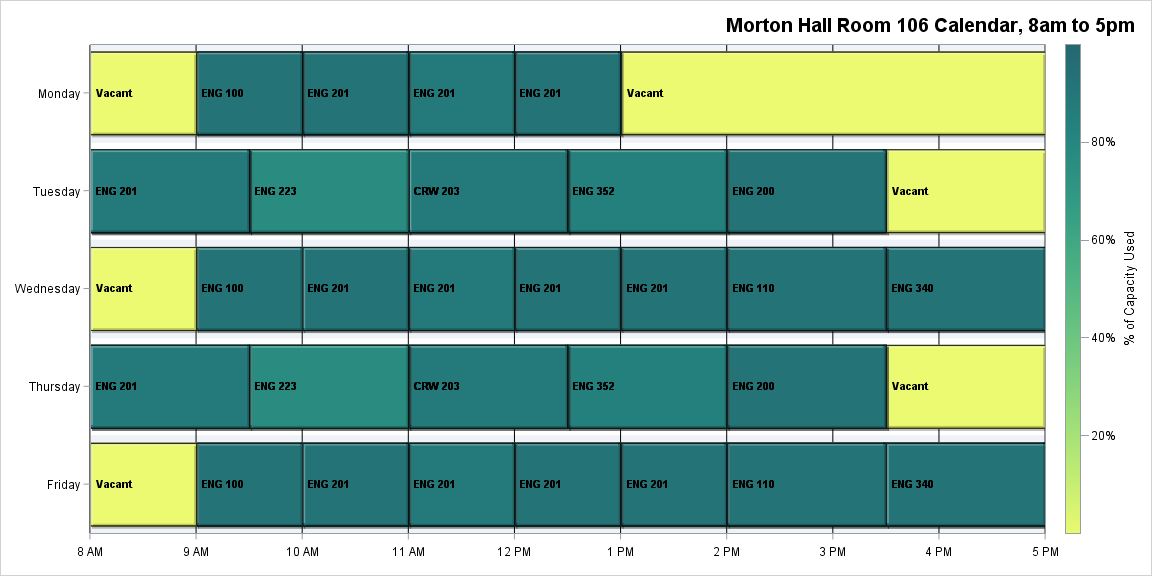 Morton Hall Room 106 Calendar, 8am to 5pm
Monday Vacant ENG 100 ENG 201 ENG 201 ENG 201 Vacant
Tuesday ENG 201 ENG 223 CRW 203 ENG 352 ENG 200 Vacant
Wednesday Vacant ENG 100 ENG 201 ENG 201 ENG 201 ENG 201 ENG 110 ENG 340
Thursday ENG 201 ENG 223 CRW 203 ENG 352 ENG 200 Vacant
Friday Vacant ENG 100 ENG 201 ENG 201 ENG 201 ENG 201 ENG 110 ENG 340
8 AM 9 AM 10 AM 11 AM 12 PM 1 PM 2 PM 3 PM 4 PM 5 PM
80%
60%
40%
20%
% of Capacity Used